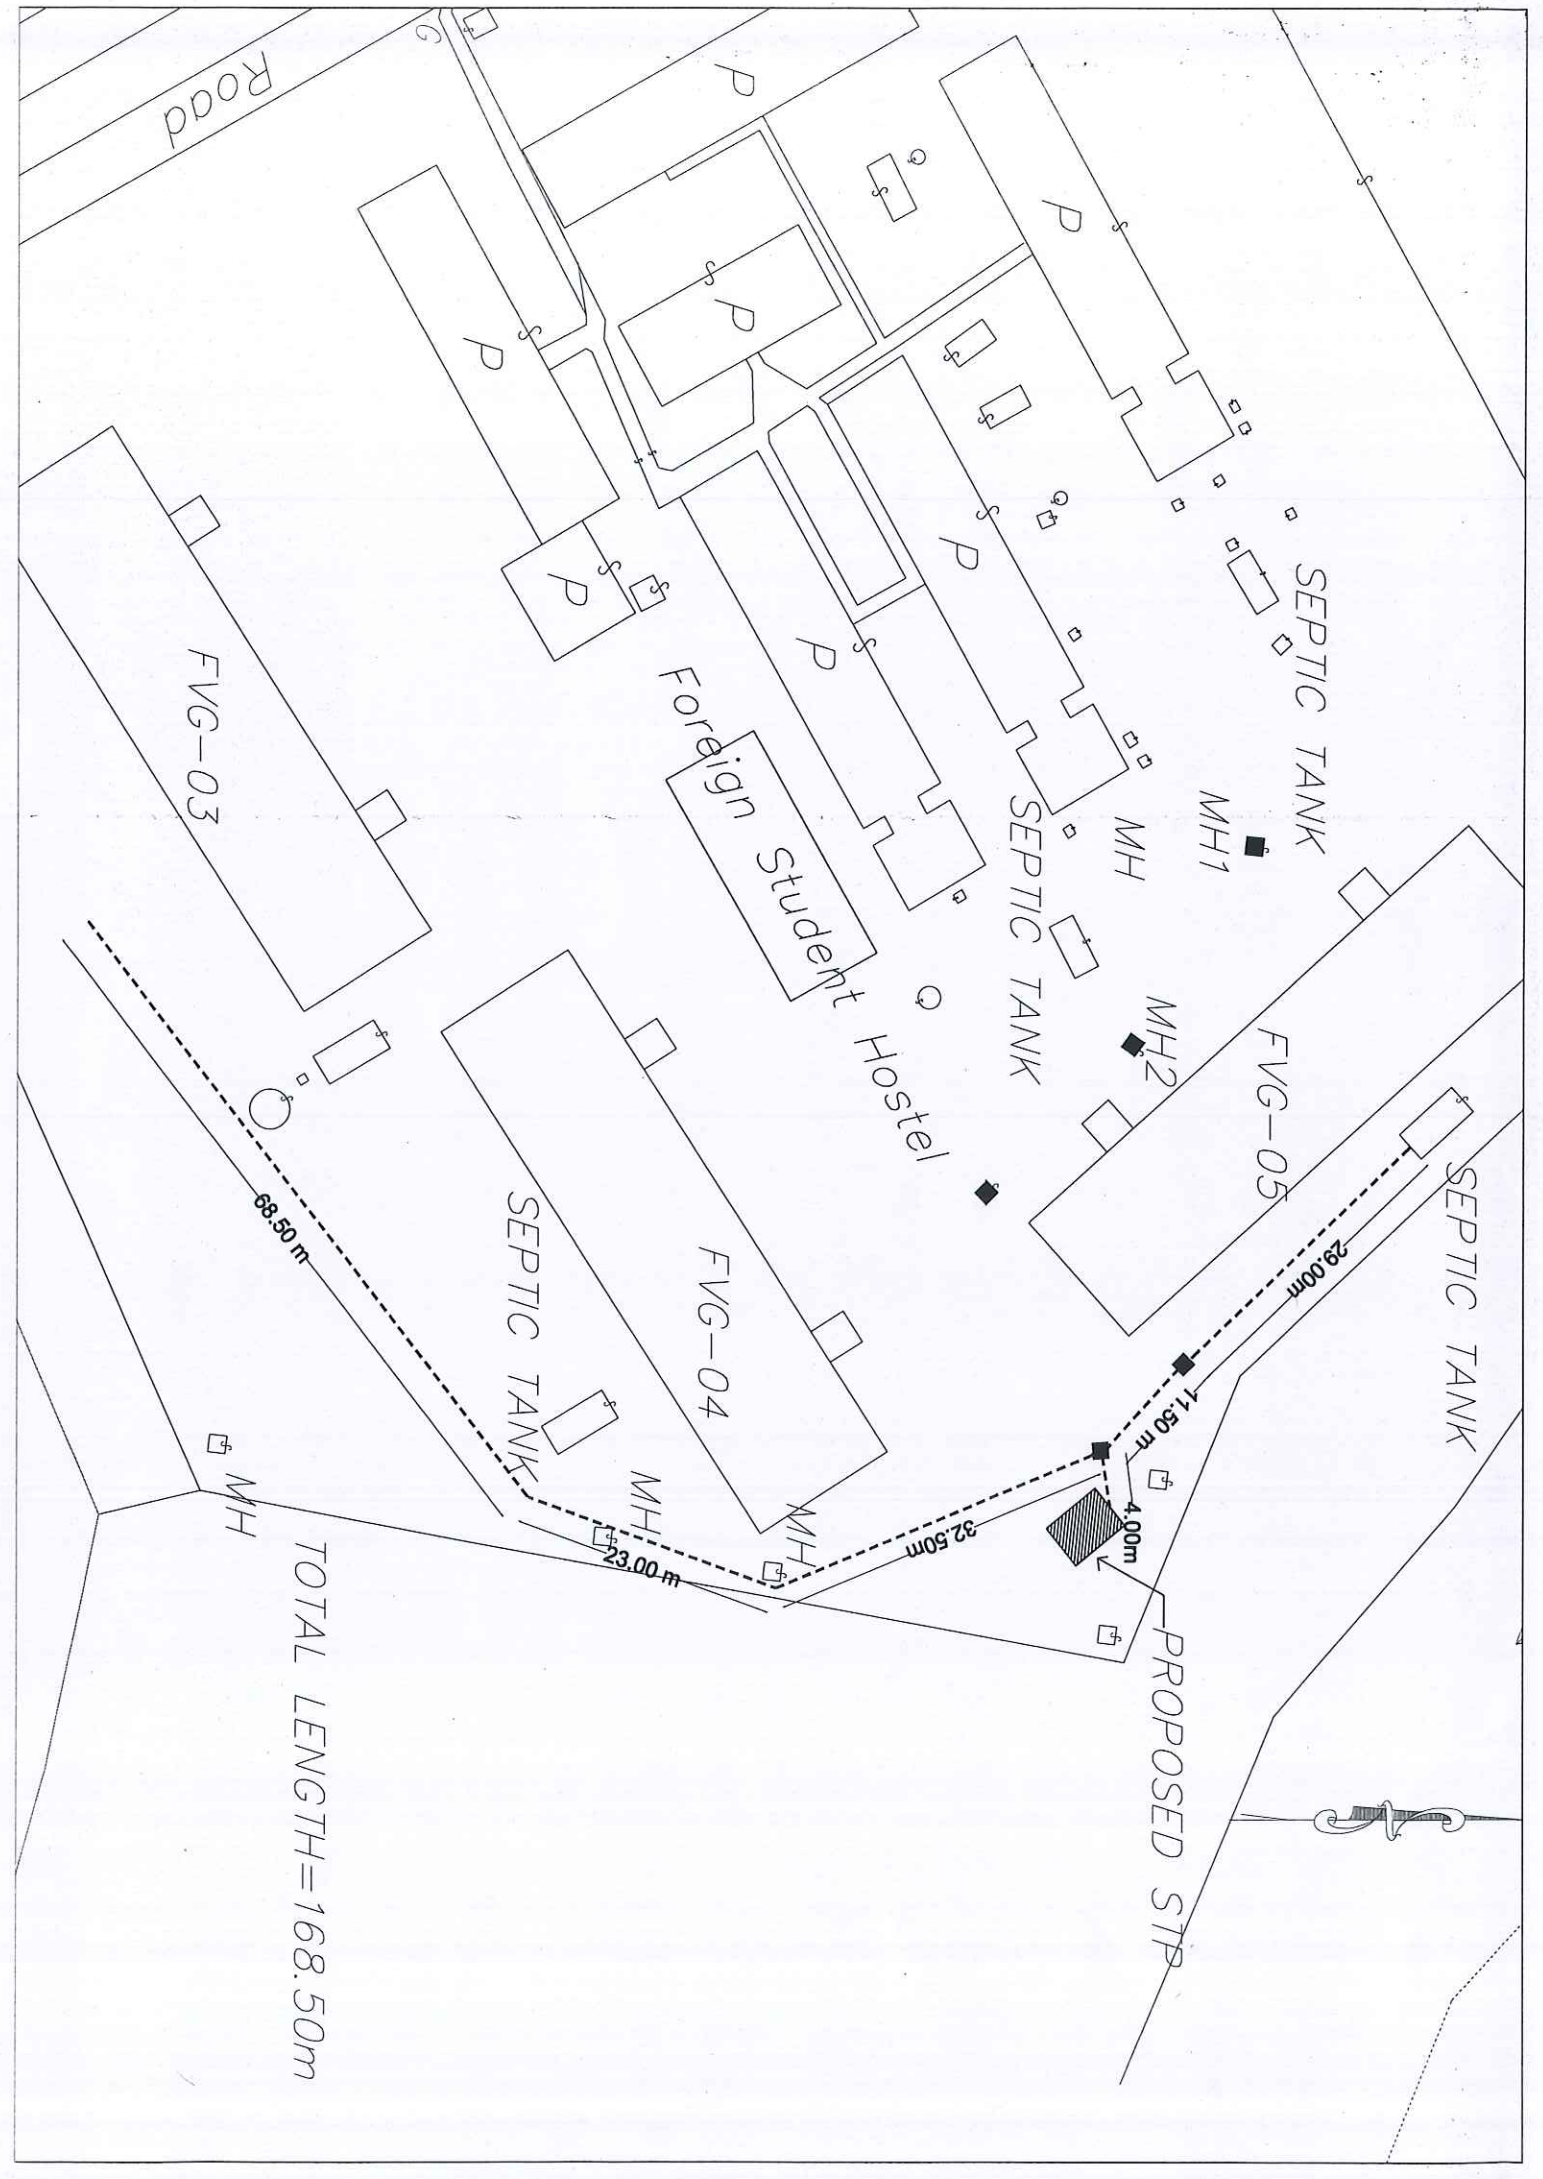 Road
G
P
P
P
P
P
P
P
SEPTIC TANK
MH1
MH
SEPTIC TANK
MH2
Foreign Student Hostel
FVG-03
FVG-05
SEPTIC TANK
29.00m
11.50 m
4.00m
68.50 m
SEPTIC TANK
FVG-04
MH
MH
MH
23.00 m
32.50m
PROPOSED STP
TOTAL LENGTH=168.50m